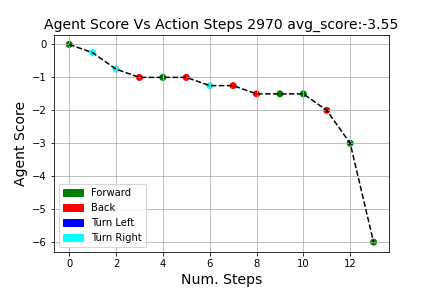 Agent Score Vs Action Steps 2970 avg_score:-3.55
Agent Score
0
−1
−2
−3
−4
−5
−6
Forward
Back
Turn Left
Turn Right
0 2 4 6 8 10 12
Num. Steps